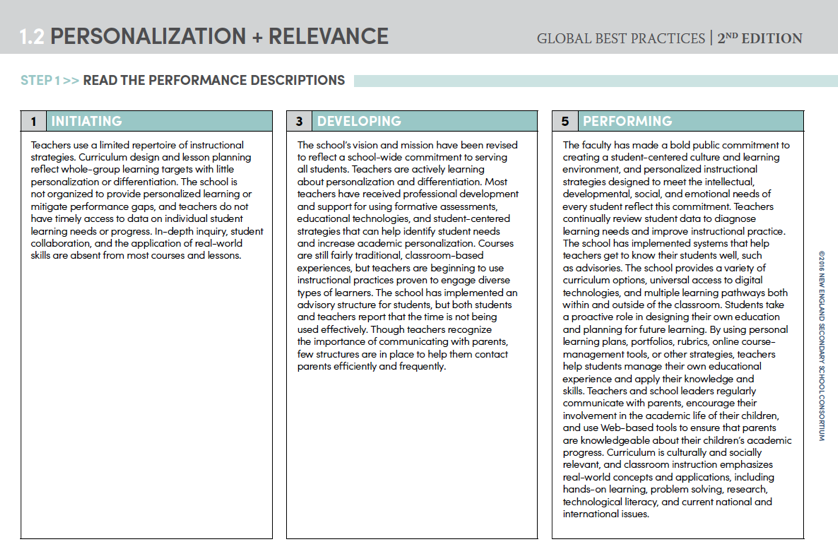 1.2 PERSONALIZATION + RELEVANCE
GLOBAL BEST PRACTICES | 2ND EDITION
STEP 1 >> READ THE PERFORMANCE DESCRIPTIONS
1 INITIATING
Teachers use a limited repertoire of instructional
strategies. Curriculum design and lesson planning
reflect whole-group learning targets with little
personalization or differentiation. The school is
not organized to provide personalized learning or
mitigate performance gaps, and teachers do not
have timely access to data on individual student
learning needs or progress. In-depth inquiry, student
collaboration, and the application of real-world
skills are absent from most courses and lessons.
3 DEVELOPING
The school's vision and mission have been revised
to reflect a school-wide commitment to serving
all students. Teachers are actively learning
about personalization and differentiation. Most
teachers have received professional development
and support for using formative assessments,
educational technologies, and student-centered
strategies that can help identify student needs
and increase academic personalization. Courses
are still fairly traditional, classroom-based
experiences, but teachers are beginning to use
instructional practices proven to engage diverse
types of learners. The school has implemented an
advisory structure for students, but both students
and teachers report that the time is not being
used effectively. Though teachers recognize
the importance of communicating with parents,
few structures are in place to help them contact
parents efficiently and frequently.
5 PERFORMING
The faculty has made a bold public commitment to
creating a student-centered culture and learning
environment, and personalized instructional
strategies designed to meet the intellectual,
developmental, social, and emotional needs of
every student reflect this commitment. Teachers
continually review student data to diagnose
learning needs and improve instructional practice.
The school has implemented systems that help
teachers get to know their students well, such
as advisories. The school provides a variety of
curriculum options, universal access to digital
technologies, and multiple learning pathways both
within and outside of the classroom. Students take
a proactive role in designing their own education
and planning for future learning. By using personal
learning plans, portfolios, rubrics, online course-
management tools, or other strategies, teachers
help students manage their own educational
experience and apply their knowledge and
skills. Teachers and school leaders regularly
communicate with parents, encourage their
involvement in the academic life of their children,
and use Web-based tools to ensure that parents
are knowledgeable about their children's academic
progress. Curriculum is culturally and socially
relevant, and classroom instruction emphasizes
real-world concepts and applications, including
hands-on learning, problem solving, research,
technological literacy, and current national and
international issues.
©2016 NEW ENGLAND SECONDARY SCHOOL CONSORTIUM